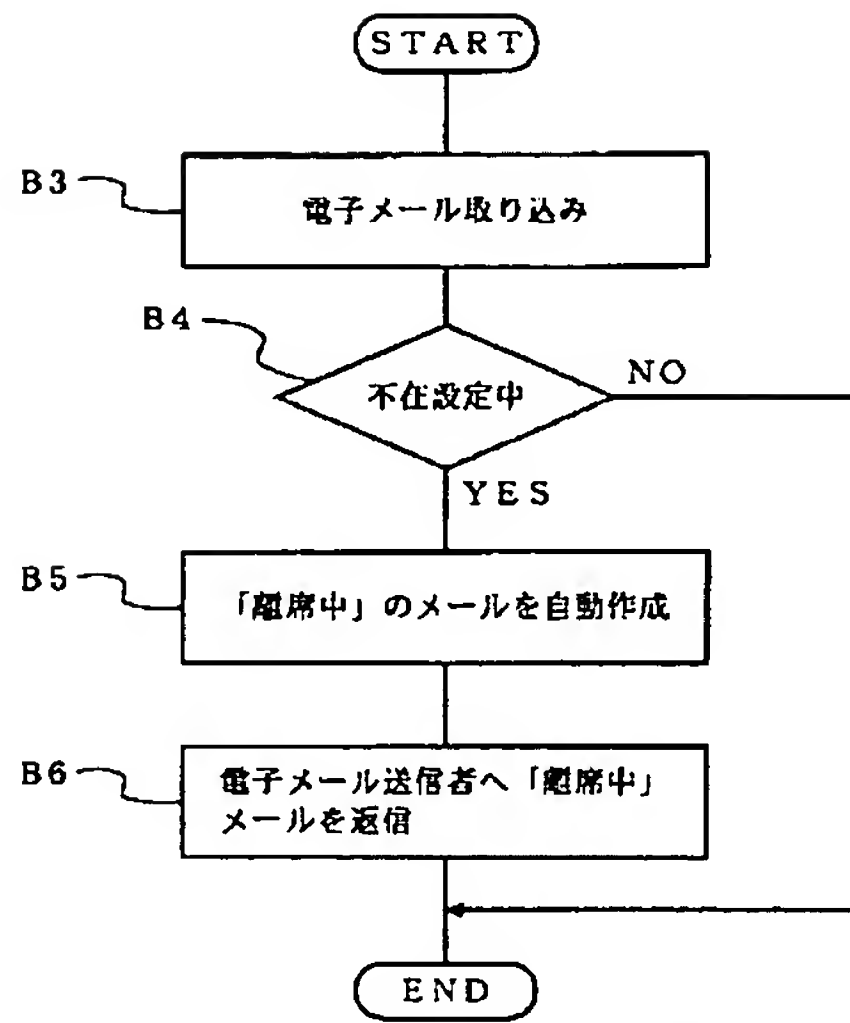 START
B3
電子メール取り込み
B4
不在設定中
NO
YES
B5
「離席中」のメールを自動作成
B6
電子メール送信者へ「離席中」
メールを返信
END